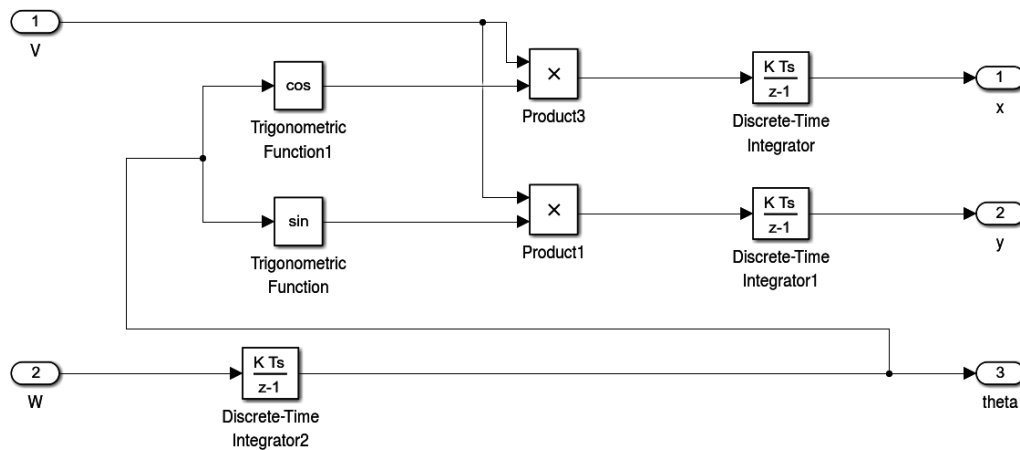 1
V
cos
Trigonometric
Function1
×
Product3
K Ts
z-1
Discrete-Time
Integrator
1
x
sin
Trigonometric
Function
×
Product1
K Ts
z-1
Discrete-Time
Integrator1
2
y
2
W
K Ts
z-1
Discrete-Time
Integrator2
3
theta